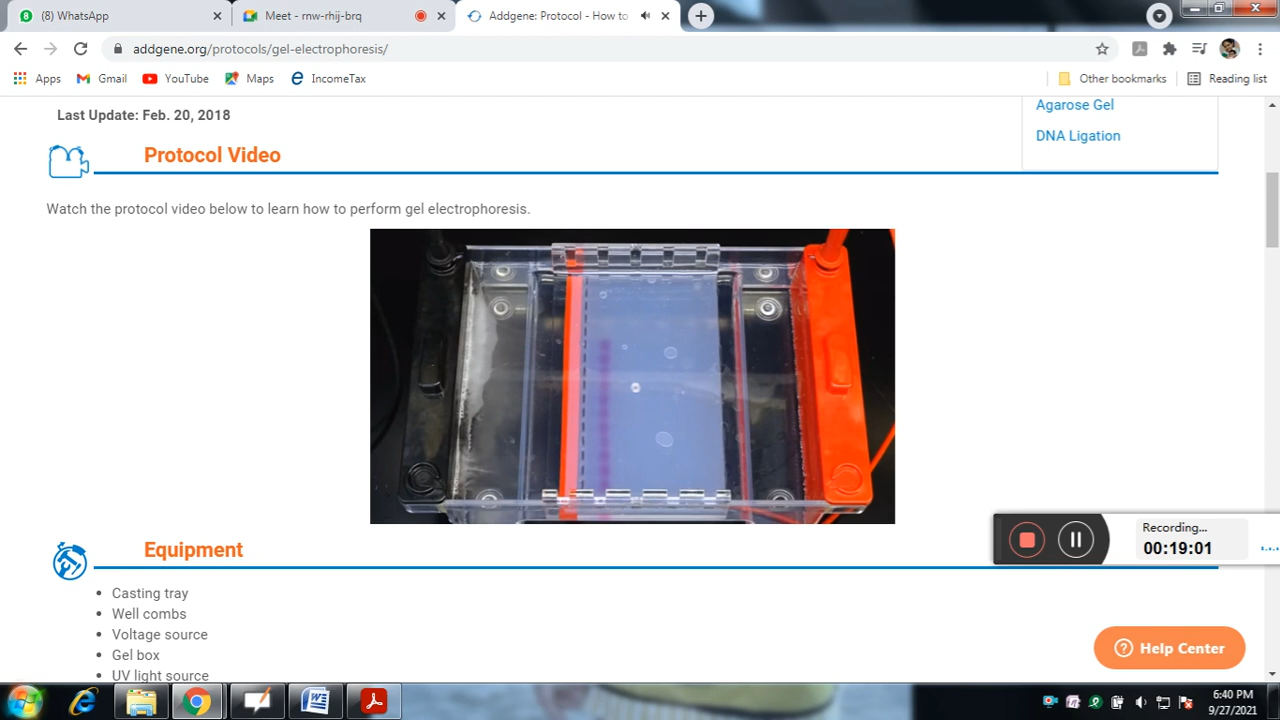 (8) WhatsApp
Meet - rnw-rhij-brq
Addgene: Protocol - How to
addgene.org/protocols/gel-electrophoresis/
Apps
Gmail
YouTube
Maps
IncomeTax
Other bookmarks
Reading list
Last Update: Feb. 20, 2018
Agarose Gel
DNA Ligation
Protocol Video
Watch the protocol video below to learn how to perform gel electrophoresis.
Recording...
00:19:01
Equipment
Casting tray
Well combs
Voltage source
Gel box
UV light source
Help Center
6:40 PM
9/27/2021